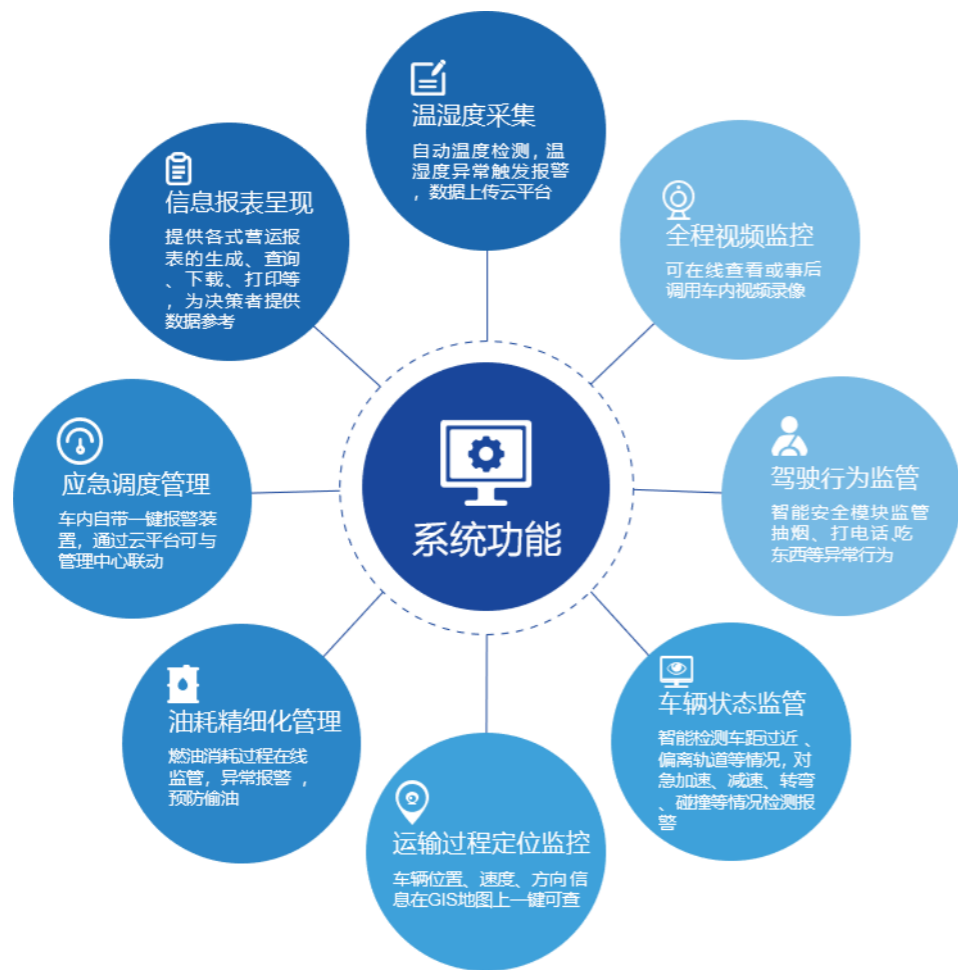 温湿度采集
自动温度检测，温
湿度异常触发报警
，数据上传云平台
全程视频监控
可在线查看或事后
调用车内视频录像
驾驶行为监管
智能安全模块监管
抽烟、打电话、吃
东西等异常行为
车辆状态监管
智能检测车距过近、
偏离轨道等情况，对
急加速、减速、转弯
、碰撞等情况检测报
警
运输过程定位监控
车辆位置、速度、方向信
息在GIS地图上一键可查
油耗精细化管理
燃油消耗过程在线
监管，异常报警，
预防偷油
应急调度管理
车内自带一键报警装
置，通过云平台可与
管理中心联动
信息报表呈现
提供各式营运报
表的生成、查询
、下载、打印等
，为决策者提供
数据参考
系统功能